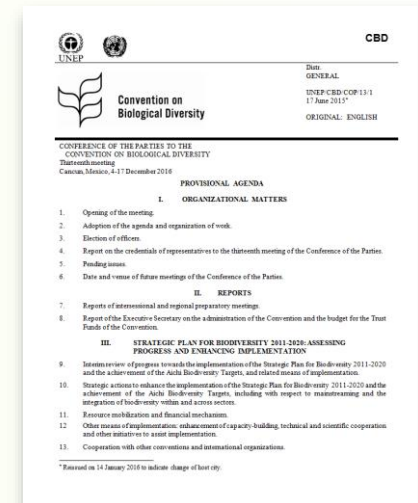 CBD
UNEP
Distr.
GENERAL
UNEP/CBD/COP/13/1
17 June 2015*
ORIGINAL: ENGLISH
Convention on
Biological Diversity
CONFERENCE OF THE PARTIES TO THE
CONVENTION ON BIOLOGICAL DIVERSITY
Thirteenth meeting
Cancun, Mexico, 4-17 December 2016
PROVISIONAL AGENDA
I. ORGANIZATIONAL MATTERS
1. Opening of the meeting.
2. Adoption of the agenda and organization of work.
3. Election of officers.
4. Report on the credentials of representatives to the thirteenth meeting of the Conference of the Parties.
5. Pending issues.
6. Date and venue of future meetings of the Conference of the Parties.
II. REPORTS
7. Reports of intersessional and regional preparatory meetings.
8. Report of the Executive Secretary on the administration of the Convention and the budget for the Trust
Funds of the Convention.
III. STRATEGIC PLAN FOR BIODIVERSITY 2011-2020: ASSESSING
PROGRESS AND ENHANCING IMPLEMENTATION
9. Interim review of progress towards the implementation of the Strategic Plan for Biodiversity 2011-2020
and the achievement of the Aichi Biodiversity Targets, and related means of implementation.
10. Strategic actions to enhance the implementation of the Strategic Plan for Biodiversity 2011-2020 and the
achievement of the Aichi Biodiversity Targets, including with respect to mainstreaming and the
integration of biodiversity within and across sectors.
11. Resource mobilization and financial mechanism.
12 Other means of implementation: enhancement of capacity-building, technical and scientific cooperation
and other initiatives to assist implementation.
13. Cooperation with other conventions and international organizations.
* Reissued on 14 January 2016 to indicate change of host city.